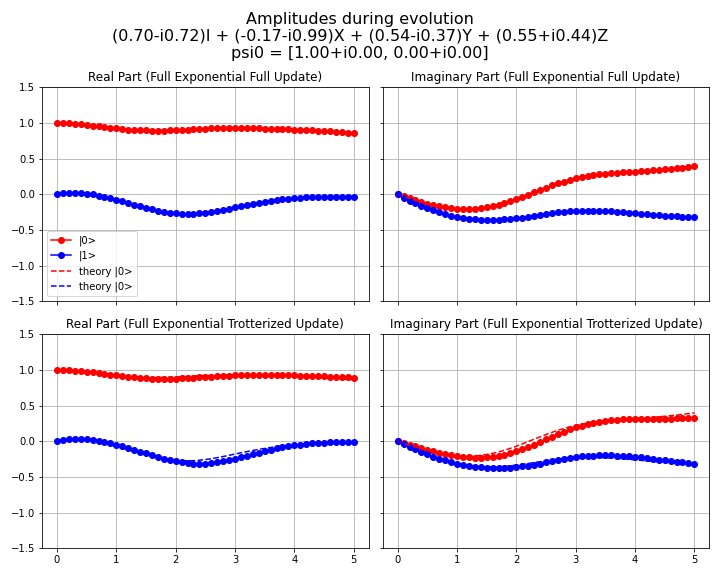 Amplitudes during evolution
(0.70-i0.72)I + (-0.17-i0.99)X + (0.54-i0.37)Y + (0.55+i0.44)Z
psi0 = [1.00+i0.00, 0.00+i0.00]
Real Part (Full Exponential Full Update)
Imaginary Part (Full Exponential Full Update)
1.5
1.0
0.5
0.0
−0.5
−1.0
−1.5
|0>
|1>
theory |0>
theory |0>
Real Part (Full Exponential Trotterized Update)
Imaginary Part (Full Exponential Trotterized Update)
1.5
1.0
0.5
0.0
−0.5
−1.0
−1.5
0 1 2 3 4 5
0 1 2 3 4 5